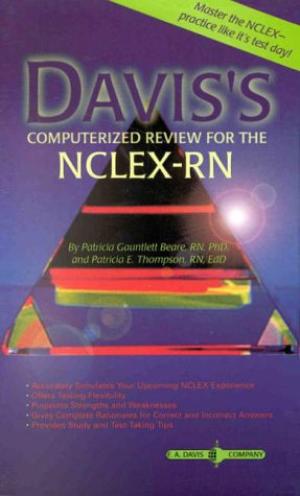 Master the NCLEX–
practice like it's test day!
DAVIS'S
COMPUTERIZED REVIEW FOR THE
NCLEX-RN
By Patricia Gauntlett Beare, RN, PhD,
and Patricia E. Thompson, RN, EdD
• Accurately Simulates Your Upcoming NCLEX Experience
• Offers Testing Flexibility
• Pinpoints Strengths and Weaknesses
• Gives Complete Rationales for Correct and Incorrect Answers
• Provides Study and Test Taking Tips
F. A. DAVIS COMPANY